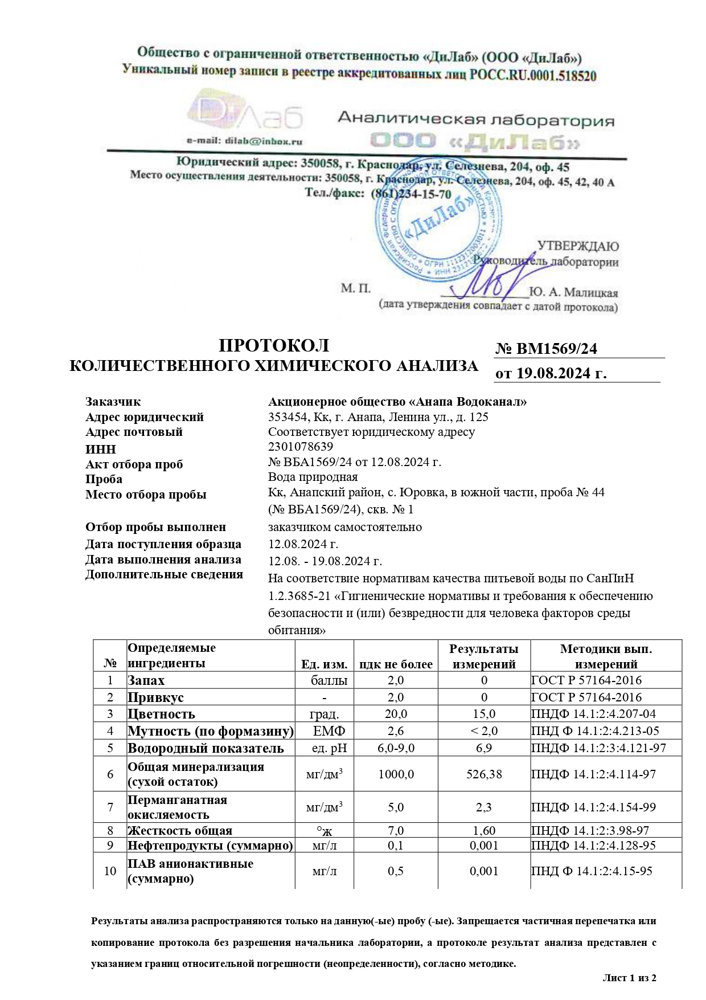 Общество с ограниченной ответственностью «ДиЛаб» (ООО «ДиЛаб»)
Уникальный номер записи в реестре аккредитованных лиц РОСС.RU.0001.518520
ДиЛаб
Аналитическая лаборатория
e-mail: dilab@inbox.ru
ООО «ДиЛаб»
Юридический адрес: 350058, г. Краснодар, ул. Селезнева, 204, оф. 45
Место осуществления деятельности: 350058, г. Краснодар, ул. Селезнева, 204, оф. 45, 42, 40 А
Тел./факс: (861)234-15-70
«ДиЛаб»
УТВЕРЖДАЮ
Руководитель лаборатории
М. П.
Ю. А. Малицкая
(дата утверждения совпадает с датой протокола)
ПРОТОКОЛ
КОЛИЧЕСТВЕННОГО ХИМИЧЕСКОГО АНАЛИЗА
№ ВМ1569/24
от 19.08.2024 г.
Заказчик Акционерное общество «Анапа Водоканал»
Адрес юридический 353454, Кк, г. Анапа, Ленина ул., д. 125
Адрес почтовый Соответствует юридическому адресу
ИНН 2301078639
Акт отбора проб № ВБА1569/24 от 12.08.2024 г.
Проба Вода природная
Место отбора пробы Кк, Анапский район, с. Юровка, в южной части, проба № 44
(№ ВБА1569/24), скв. № 1
Отбор пробы выполнен заказчиком самостоятельно
Дата поступления образца 12.08.2024 г.
Дата выполнения анализа 12.08. - 19.08.2024 г.
Дополнительные сведения На соответствие нормативам качества питьевой воды по СанПиН
1.2.3685-21 «Гигиенические нормативы и требования к обеспечению
безопасности и (или) безвредности для человека факторов среды
обитания»
№ Определяемые ингредиенты Ед. изм. пдк не более Результаты измерений Методики вып. измерений
1 Запах баллы 2,0 0 ГОСТ Р 57164-2016
2 Привкус - 2,0 0 ГОСТ Р 57164-2016
3 Цветность град. 20,0 15,0 ПНДФ 14.1:2:4.207-04
4 Мутность (по формазину) ЕМФ 2,6 < 2,0 ПНД Ф 14.1:2:4.213-05
5 Водородный показатель ед. рН 6,0-9,0 6,9 ПНДФ 14.1:2:3:4.121-97
6 Общая минерализация (сухой остаток) мг/дм³ 1000,0 526,38 ПНДФ 14.1:2:4.114-97
7 Перманганатная окисляемость мг/дм³ 5,0 2,3 ПНДФ 14.1:2:4.154-99
8 Жесткость общая °ж 7,0 1,60 ПНДФ 14.1:2:3.98-97
9 Нефтепродукты (суммарно) мг/л 0,1 0,001 ПНДФ 14.1:2:4.128-95
10 ПАВ анионактивные (суммарно) мг/л 0,5 0,001 ПНД Ф 14.1:2:4.15-95
Результаты анализа распространяются только на данную(-ые) пробу (-ые). Запрещается частичная перепечатка или
копирование протокола без разрешения начальника лаборатории, а протоколе результат анализа представлен с
указанием границ относительной погрешности (неопределенности), согласно методике.
Лист 1 из 2